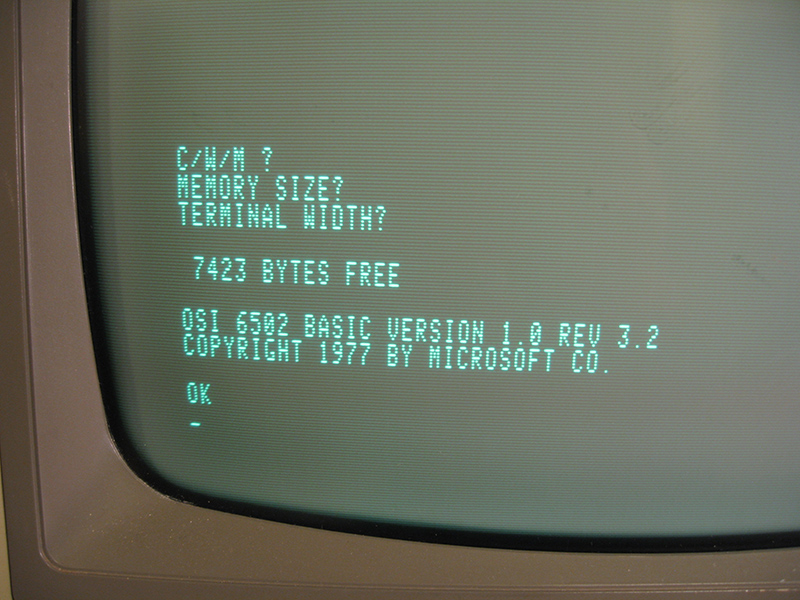 C/W/M ?
MEMORY SIZE?
TERMINAL WIDTH?
7423 BYTES FREE
OSI 6502 BASIC VERSION 1.0 REV 3.2
COPYRIGHT 1977 BY MICROSOFT CO.
OK
_